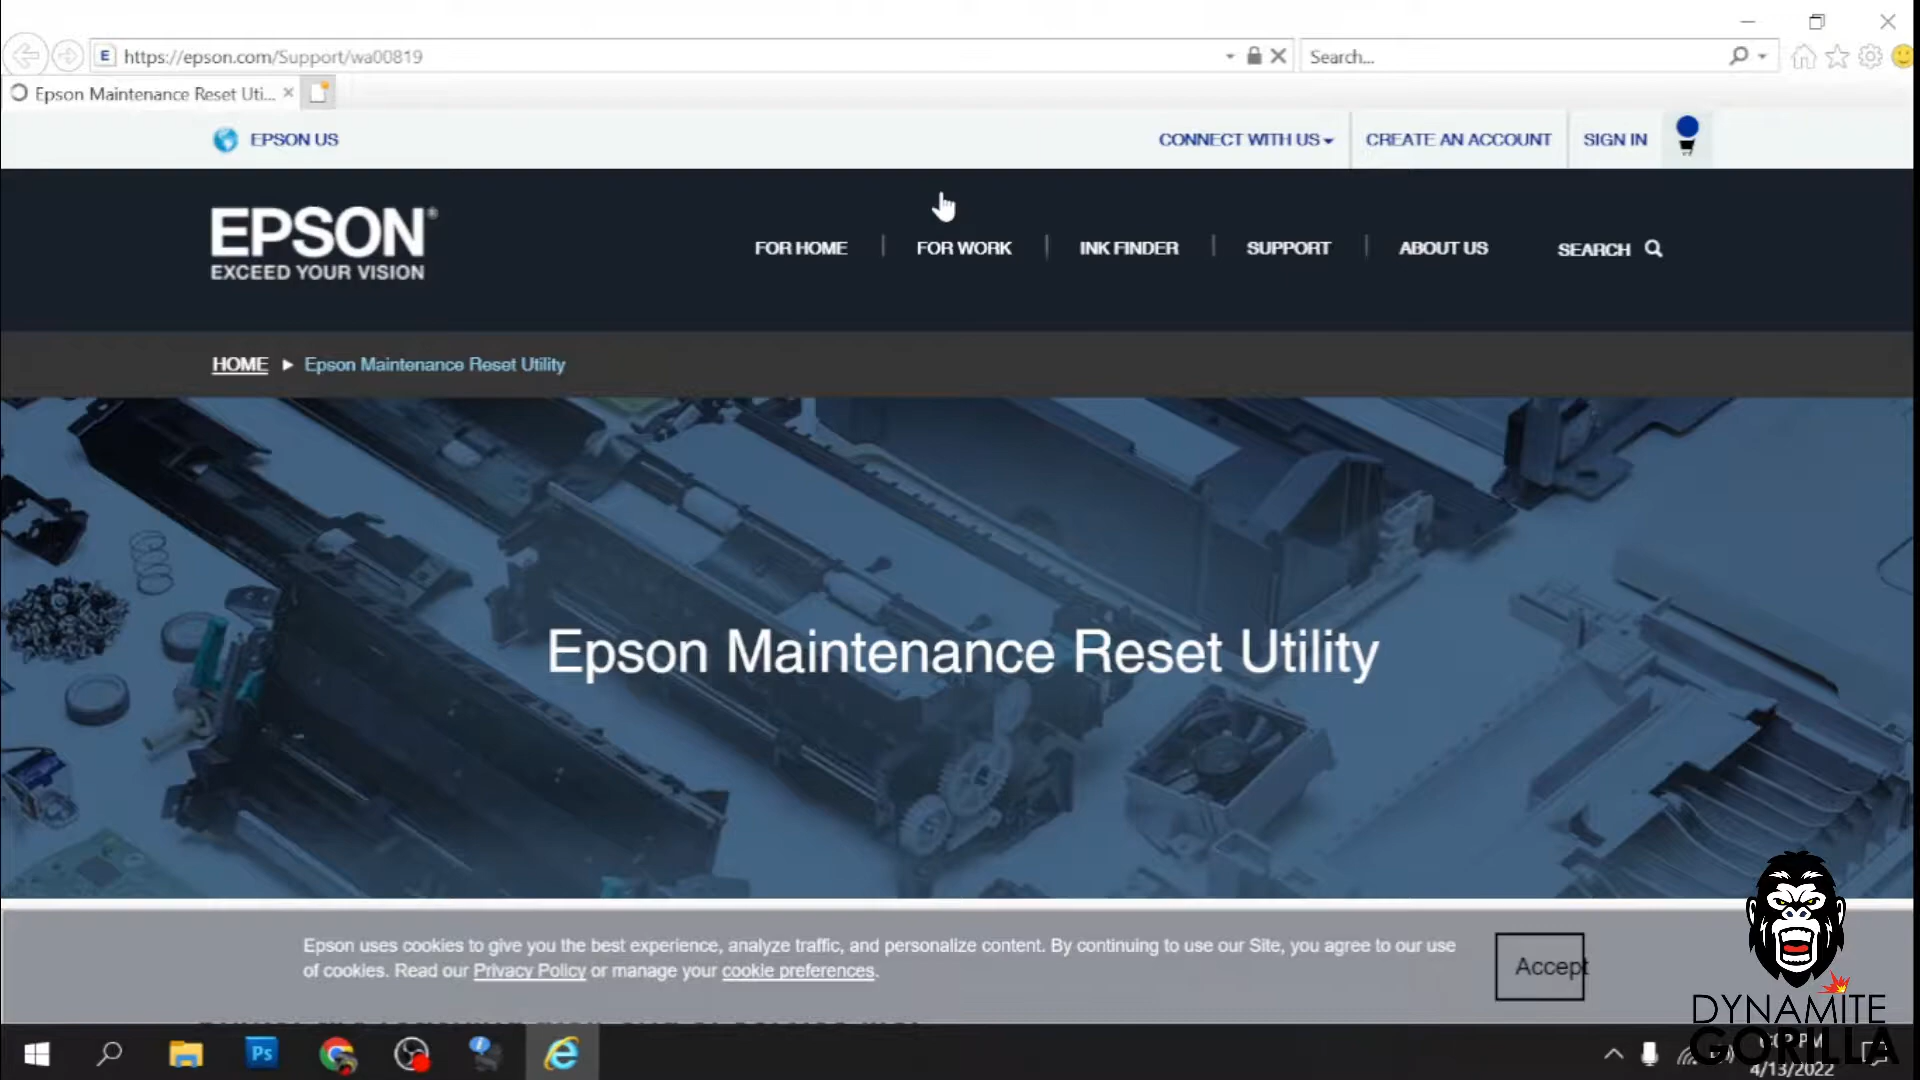 https://epson.com/Support/wa00819
Search...
Epson Maintenance Reset Uti...
EPSON US
CONNECT WITH US
CREATE AN ACCOUNT
SIGN IN
EPSON®
EXCEED YOUR VISION
FOR HOME
FOR WORK
INK FINDER
SUPPORT
ABOUT US
SEARCH
HOME
Epson Maintenance Reset Utility
Epson Maintenance Reset Utility
Epson uses cookies to give you the best experience, analyze traffic, and personalize content. By continuing to use our Site, you agree to our use
of cookies. Read our Privacy Policy or manage your cookie preferences.
Accept
DYNAMITE
GORILLA
Ps
4/13/2022